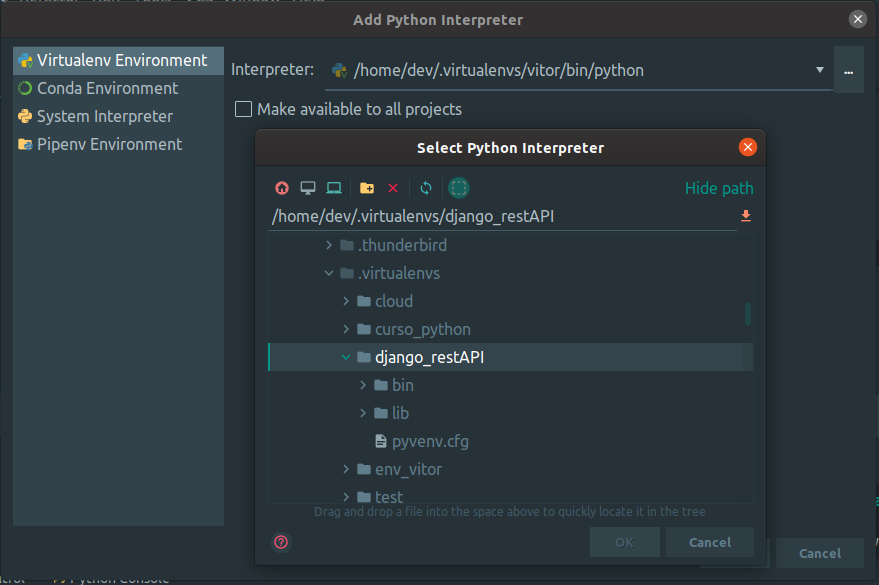 Add Python Interpreter
Virtualenv Environment
Conda Environment
System Interpreter
Pipenv Environment
Interpreter: /home/dev/.virtualenvs/vitor/bin/python ...
Make available to all projects
Select Python Interpreter
Hide path
/home/dev/.virtualenvs/django_restAPI
.thunderbird
.virtualenvs
cloud
curso_python
django_restAPI
bin
lib
pyvenv.cfg
env_vitor
test
Drag and drop a file into the space above to quickly locate it in the tree
?
OK
Cancel
Cancel
Python Console